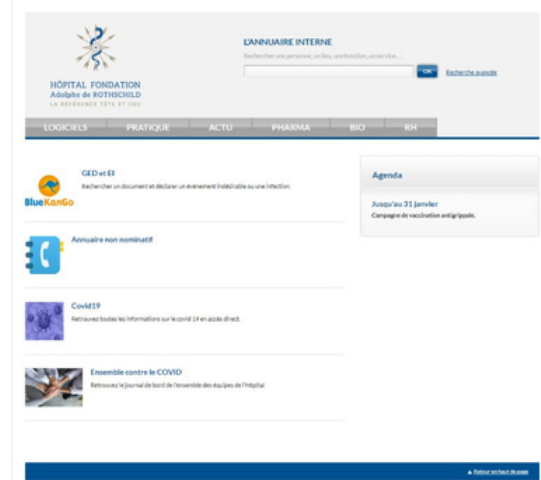 L'ANNUAIRE INTERNE
Rechercher une personne, un lieu, une fonction, un service...
OK
Recherche avancée
HÔPITAL FONDATION
Adolphe de ROTHSCHILD
LA RÉFÉRENCE TÊTE ET COU
LOGICIELS PRATIQUE ACTU PHARMA BIO RH
GED et EI
Rechercher un document et déclarer un événement indésirable ou une infection.
BlueKanGo
Agenda
Jusqu'au 31 janvier
Campagne de vaccination antigrippale.
Annuaire non nominatif
Covid19
Retrouvez toutes les informations sur le covid 19 en accès direct.
Ensemble contre le COVID
Retrouvez le journal de bord de l'ensemble des équipes de l'Hôpital
▲ Retour en haut de page